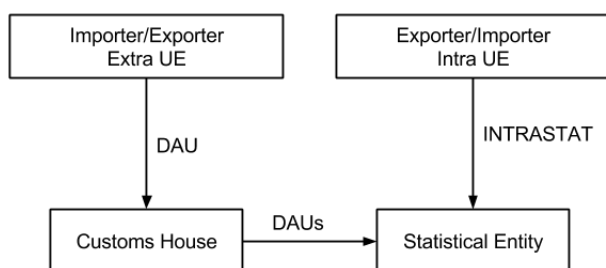 Importer/Exporter
Extra UE
Exporter/Importer
Intra UE
DAU
INTRASTAT
Customs House
DAUs
Statistical Entity